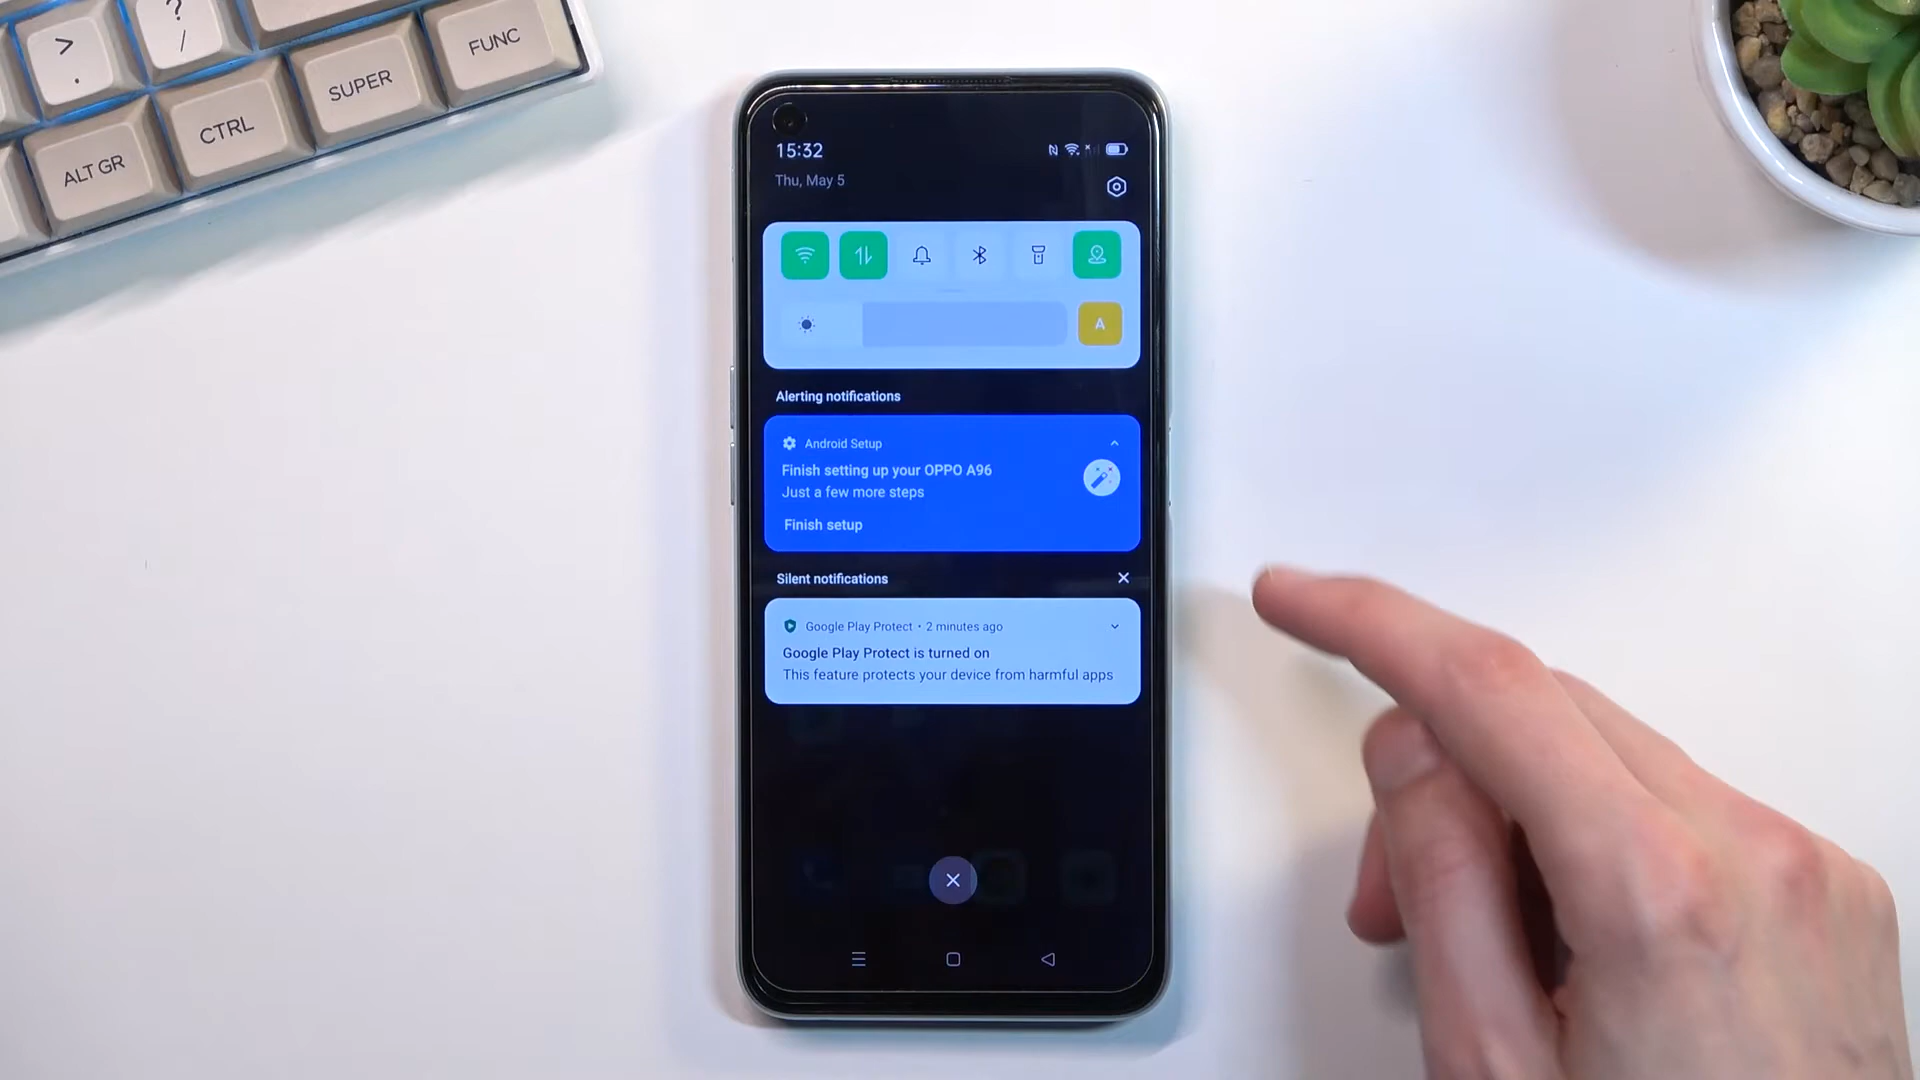 >
.
?
/
FUNC
SUPER
CTRL
ALT GR
15:32
Thu, May 5
A
Alerting notifications
Android Setup
Finish setting up your OPPO A96
Just a few more steps
Finish setup
Silent notifications
Google Play Protect • 2 minutes ago
Google Play Protect is turned on
This feature protects your device from harmful apps